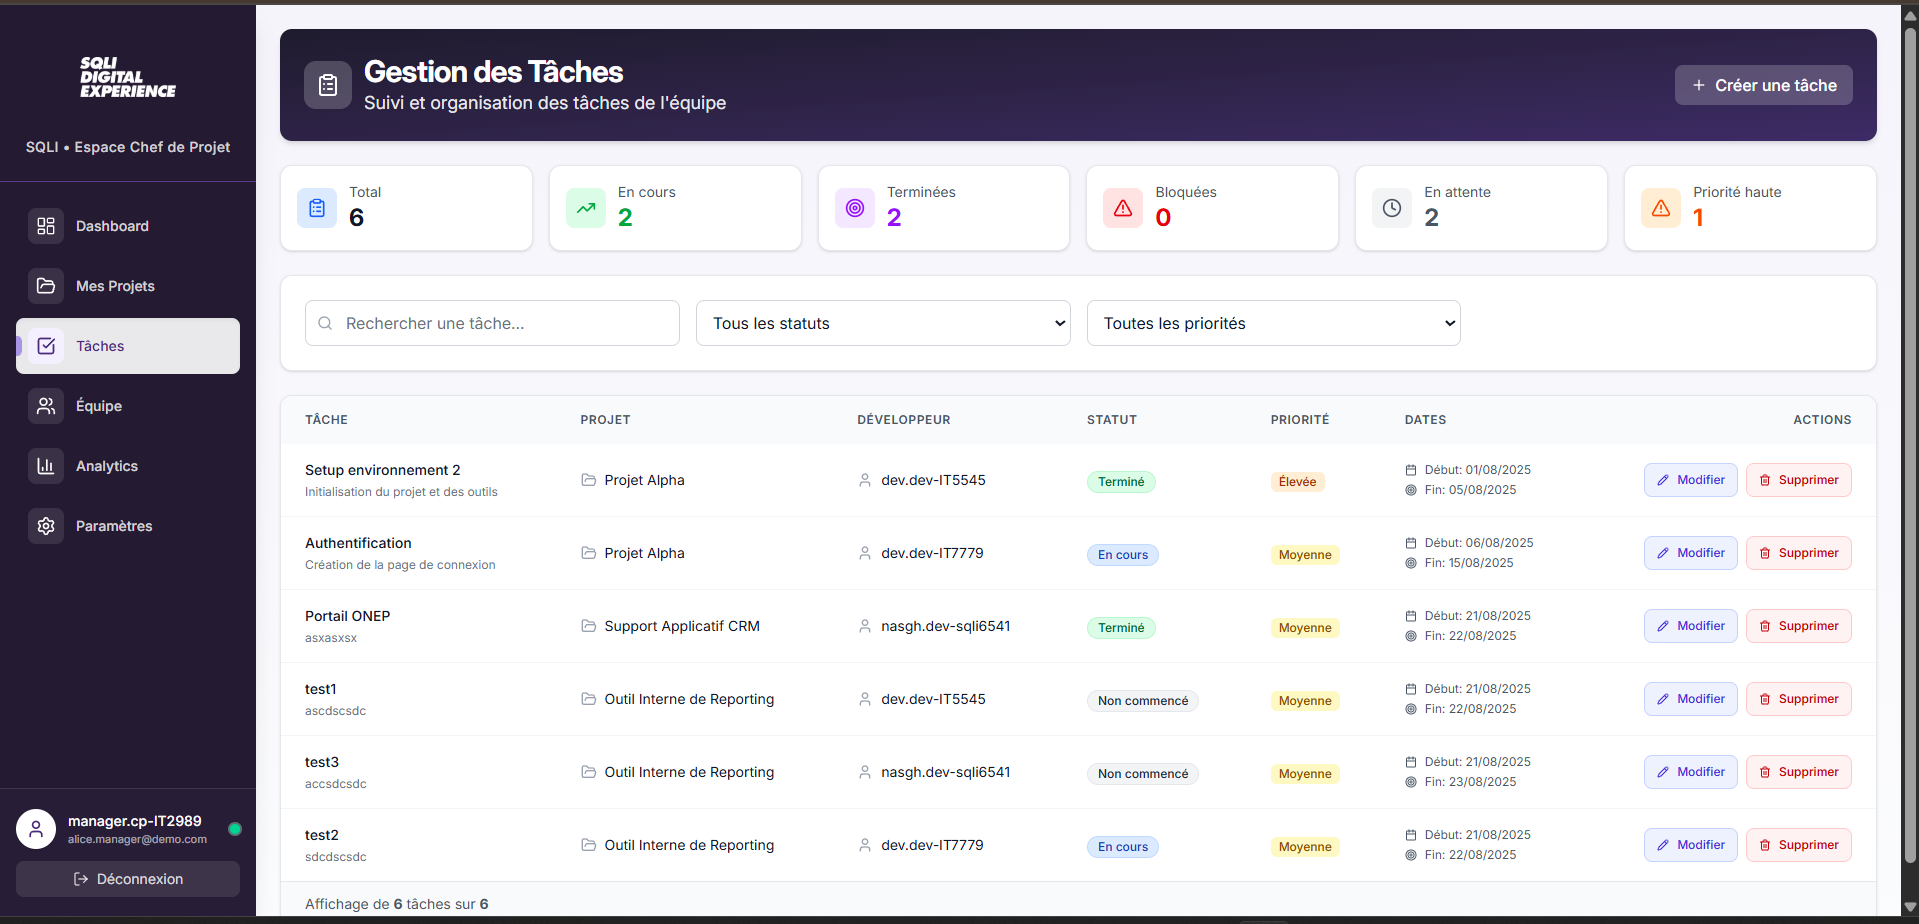 SQLI
DIGITAL
EXPERIENCE
SQLI • Espace Chef de Projet
Dashboard
Mes Projets
Tâches
Équipe
Analytics
Paramètres
manager.cp-IT2989
alice.manager@demo.com
Déconnexion
Gestion des Tâches
Suivi et organisation des tâches de l'équipe
+ Créer une tâche
Total
6
En cours
2
Terminées
2
Bloquées
0
En attente
2
Priorité haute
1
Rechercher une tâche...
Tous les statuts
Toutes les priorités
TÂCHE PROJET DÉVELOPPEUR STATUT PRIORITÉ DATES ACTIONS
Setup environnement 2
Initialisation du projet et des outils
Projet Alpha
dev.dev-IT5545
Terminé
Élevée
Début: 01/08/2025
Fin: 05/08/2025
Modifier
Supprimer
Authentification
Création de la page de connexion
Projet Alpha
dev.dev-IT7779
En cours
Moyenne
Début: 06/08/2025
Fin: 15/08/2025
Modifier
Supprimer
Portail ONEP
asxasxsx
Support Applicatif CRM
nasgh.dev-sqli6541
Terminé
Moyenne
Début: 21/08/2025
Fin: 22/08/2025
Modifier
Supprimer
test1
ascdscsdc
Outil Interne de Reporting
dev.dev-IT5545
Non commencé
Moyenne
Début: 21/08/2025
Fin: 22/08/2025
Modifier
Supprimer
test3
accsdcsdc
Outil Interne de Reporting
nasgh.dev-sqli6541
Non commencé
Moyenne
Début: 21/08/2025
Fin: 23/08/2025
Modifier
Supprimer
test2
sdcdscsdc
Outil Interne de Reporting
dev.dev-IT7779
En cours
Moyenne
Début: 21/08/2025
Fin: 22/08/2025
Modifier
Supprimer
Affichage de 6 tâches sur 6